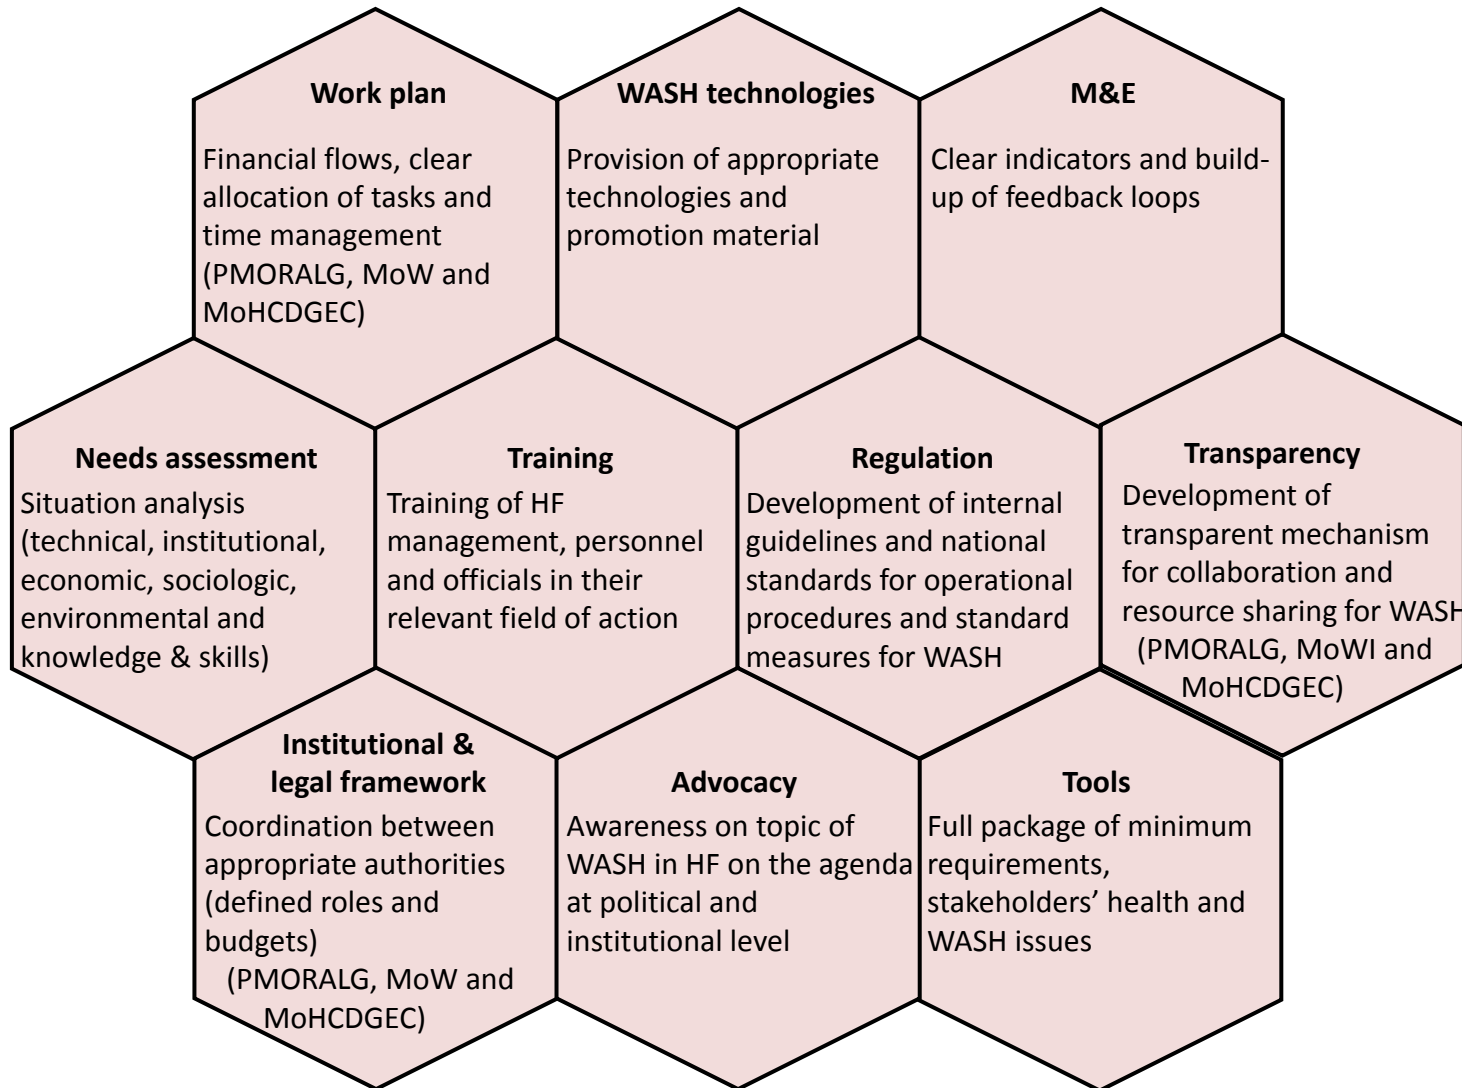 Work plan
Financial flows, clear
allocation of tasks and
time management
(PMORALG, MoW and
MoHCDGEC)
WASH technologies
Provision of appropriate
technologies and
promotion material
M&E
Clear indicators and build-
up of feedback loops
Needs assessment
Situation analysis
(technical, institutional,
economic, sociologic,
environmental and
knowledge & skills)
Training
Training of HF
management, personnel
and officials in their
relevant field of action
Regulation
Development of internal
guidelines and national
standards for operational
procedures and standard
measures for WASH
Transparency
Development of
transparent mechanism
for collaboration and
resource sharing for WASH
(PMORALG, MoWI and
MoHCDGEC)
Institutional &
legal framework
Coordination between
appropriate authorities
(defined roles and
budgets)
(PMORALG, MoW and
MoHCDGEC)
Advocacy
Awareness on topic of
WASH in HF on the agenda
at political and
institutional level
Tools
Full package of minimum
requirements,
stakeholders’ health and
WASH issues